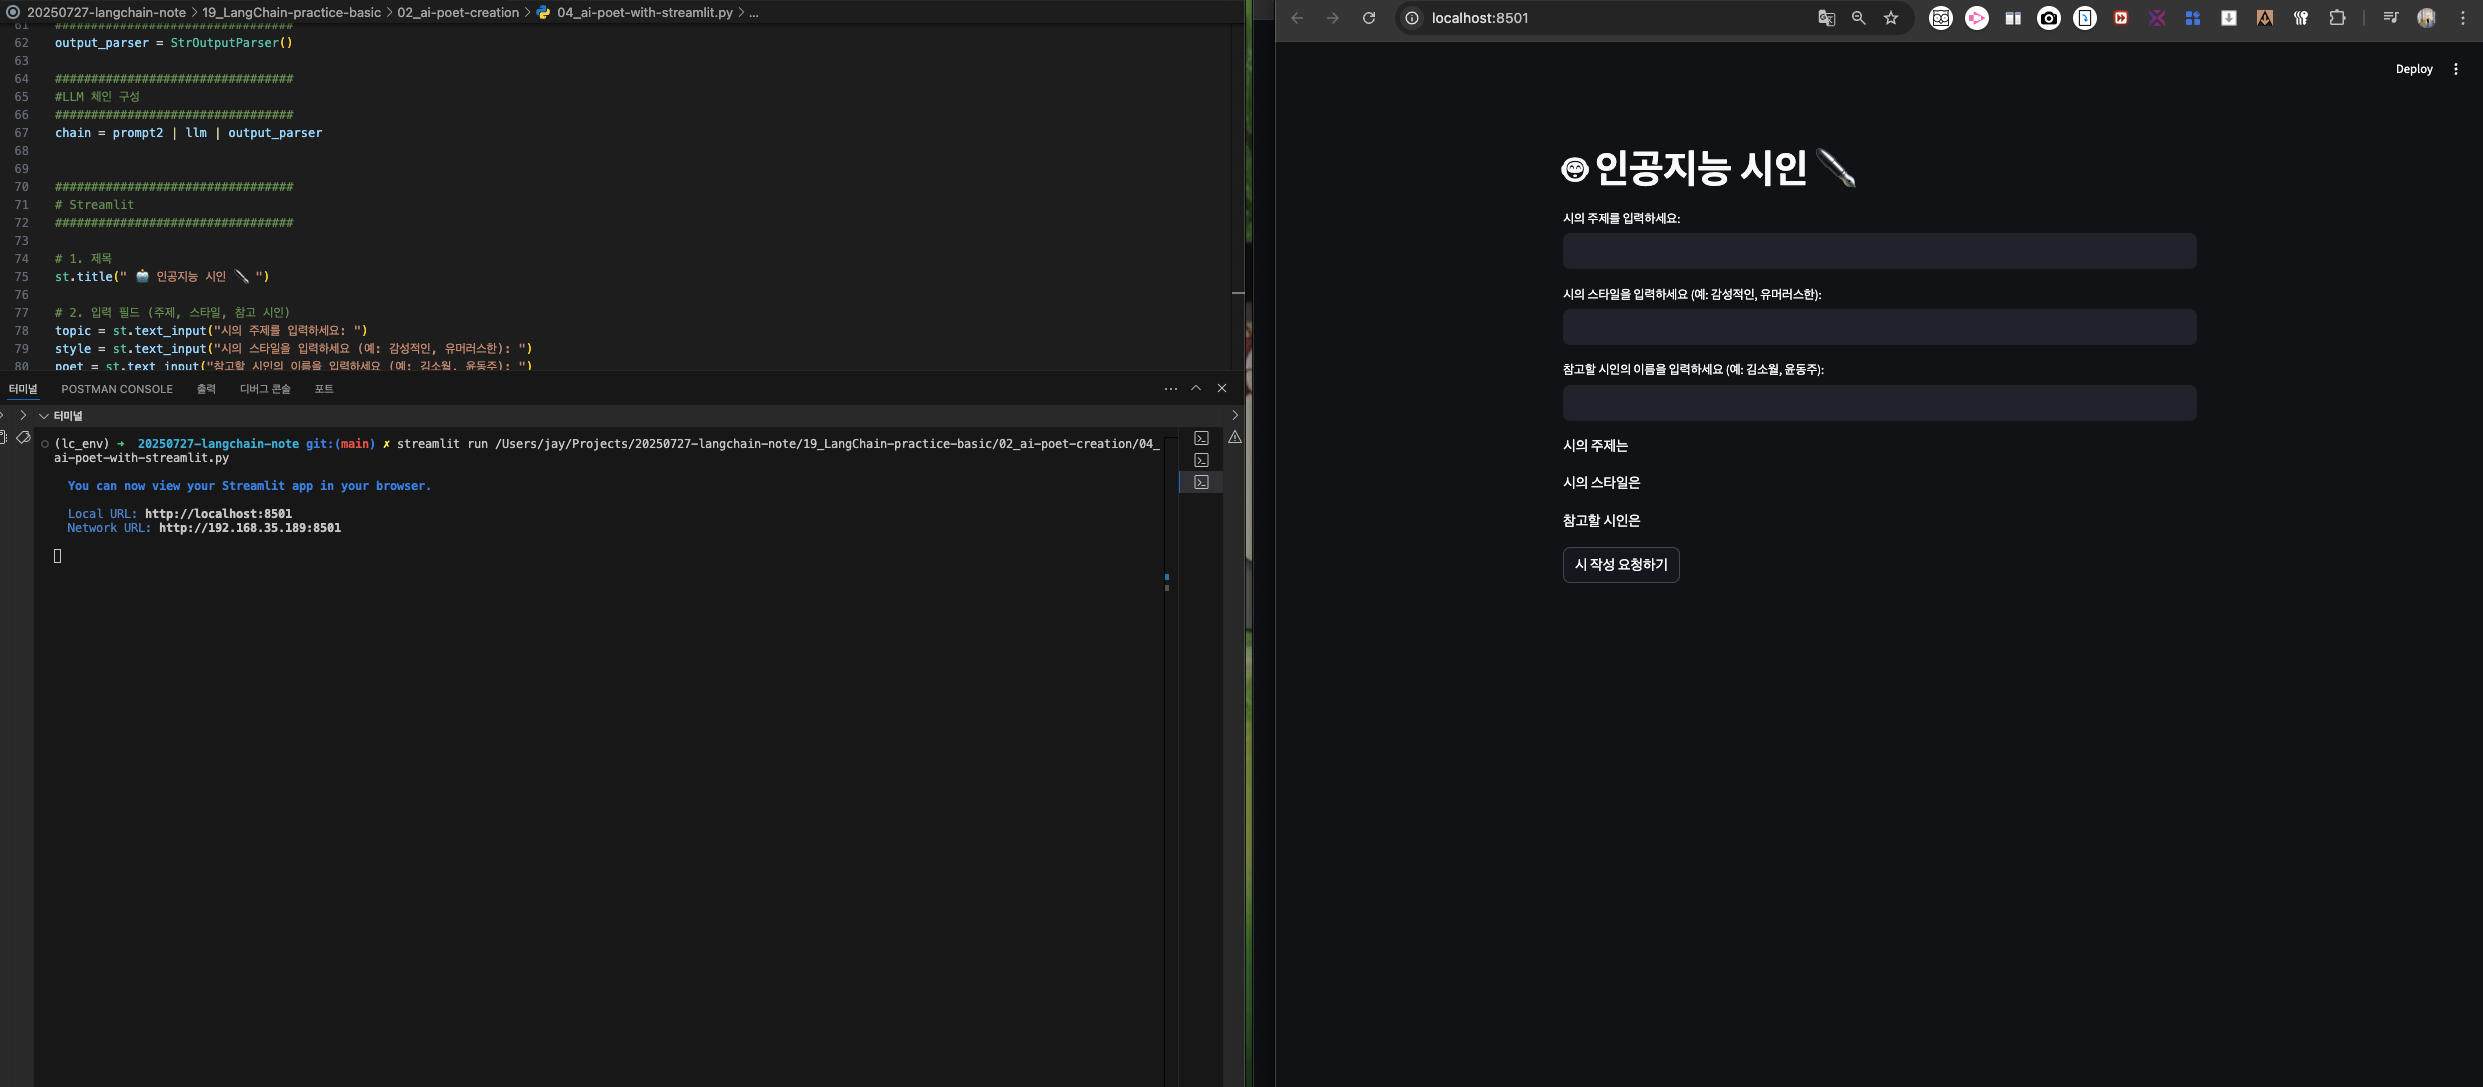 20250727-langchain-note > 19_LangChain-practice-basic > 02_ai-poet-creation > 04_ai-poet-with-streamlit.py > ...
61 #################################
62 output_parser = StrOutputParser()
63
64 #################################
65 #LLM 체인 구성
66 #################################
67 chain = prompt2 | llm | output_parser
68
69
70 #################################
71 # Streamlit
72 #################################
73
74 # 1. 제목
75 st.title(" 🤖 인공지능 시인 🖋️ ")
76
77 # 2. 입력 필드 (주제, 스타일, 참고 시인)
78 topic = st.text_input("시의 주제를 입력하세요: ")
79 style = st.text_input("시의 스타일을 입력하세요 (예: 감성적인, 유머러스한): ")
80 poet = st.text_input("참고할 시인의 이름을 입력하세요 (예: 김소월, 윤동주): ")
터미널 POSTMAN CONSOLE 출력 디버그 콘솔 포트
터미널
(lc_env) → 20250727-langchain-note git:(main) ✗ streamlit run /Users/jay/Projects/20250727-langchain-note/19_LangChain-practice-basic/02_ai-poet-creation/04_
ai-poet-with-streamlit.py
You can now view your Streamlit app in your browser.
Local URL: http://localhost:8501
Network URL: http://192.168.35.189:8501
localhost:8501
Deploy
인공지능 시인
시의 주제를 입력하세요:
시의 스타일을 입력하세요 (예: 감성적인, 유머러스한):
참고할 시인의 이름을 입력하세요 (예: 김소월, 윤동주):
시의 주제는
시의 스타일은
참고할 시인은
시 작성 요청하기